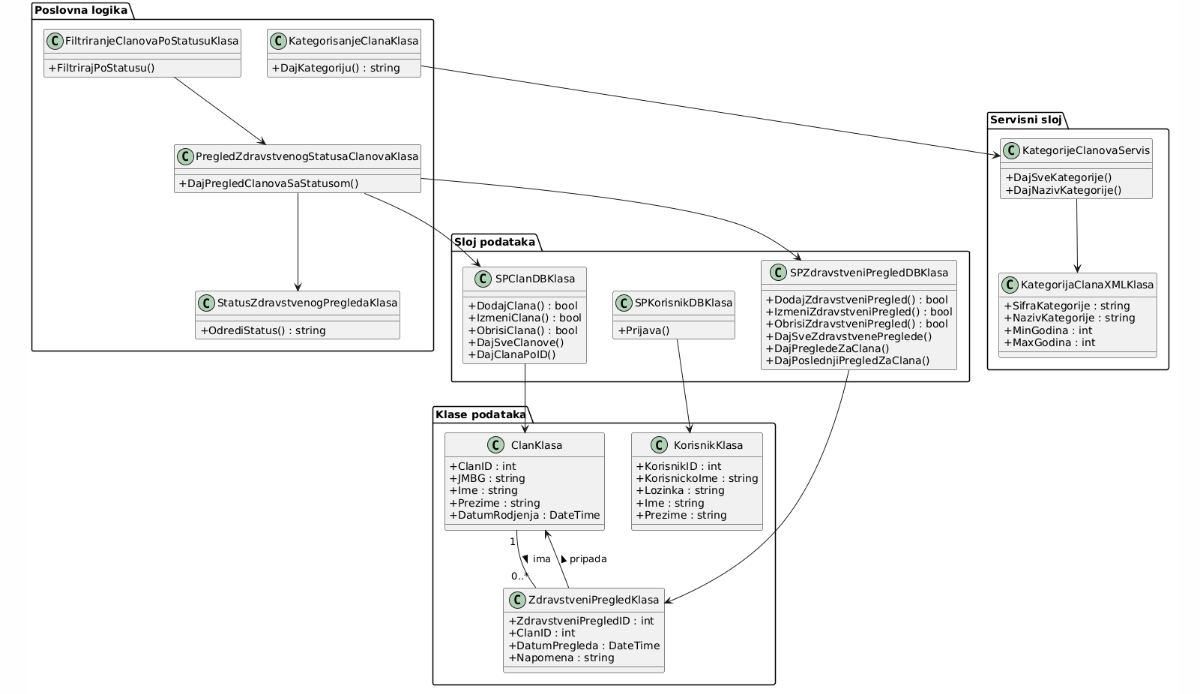 Poslovna logika
FiltriranjeClanovaPoStatusuKlasa
+FiltrirajPoStatusu()
KategorisanjeClanaKlasa
+DajKategoriju() : string
PregledZdravstvenogStatusaClanovaKlasa
+DajPregledClanovaSaStatusom()
StatusZdravstvenogPregledaKlasa
+OdrediStatus() : string
Servisni sloj
KategorijeClanovaServis
+DajSveKategorije()
+DajNazivKategorije()
KategorijaClanaXMLKlasa
+SifraKategorije : string
+NazivKategorije : string
+MinGodina : int
+MaxGodina : int
Sloj podataka
SPClanDBKlasa
+DodajClana() : bool
+IzmeniClana() : bool
+ObrisiClana() : bool
+DajSveClanove()
+DajClanaPoID()
SPKorisnikDBKlasa
+Prijava()
SPZdravstveniPregledDBKlasa
+DodajZdravstveniPregled() : bool
+IzmeniZdravstveniPregled() : bool
+ObrisiZdravstveniPregled() : bool
+DajSveZdravstvenePreglede()
+DajPregledeZaClana()
+DajPoslednjiPregledZaClana()
Klase podataka
ClanKlasa
+ClanID : int
+JMBG : string
+Ime : string
+Prezime : string
+DatumRodjenja : DateTime
KorisnikKlasa
+KorisnikID : int
+KorisnickoIme : string
+Lozinka : string
+Ime : string
+Prezime : string
1
ima
pripada
0..*
ZdravstveniPregledKlasa
+ZdravstveniPregledID : int
+ClanID : int
+DatumPregleda : DateTime
+Napomena : string